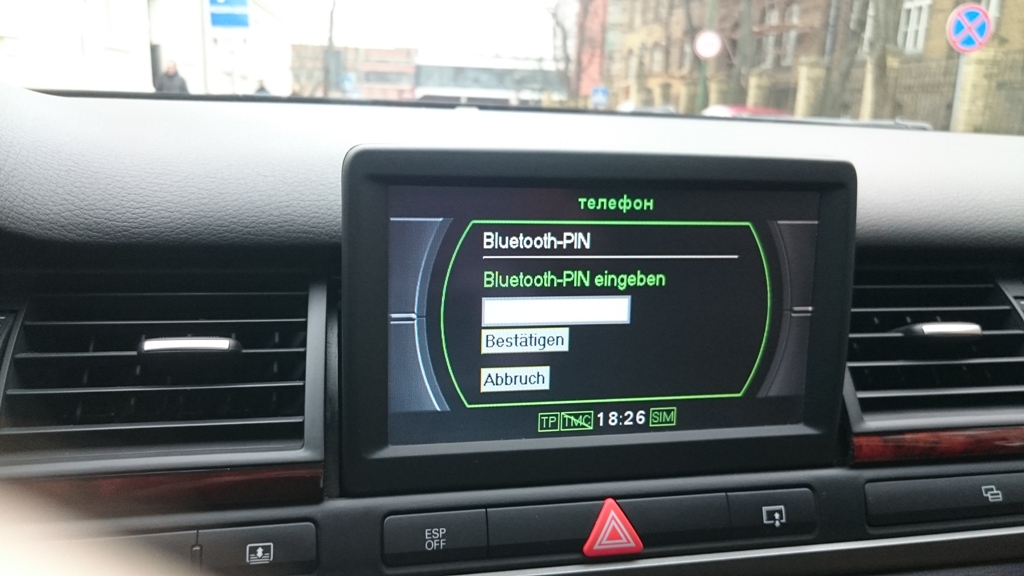 телефон
Bluetooth-PIN
Bluetooth-PIN eingeben
Bestätigen
Abbruch
TP TMC 18:26 SIM
ESP
OFF